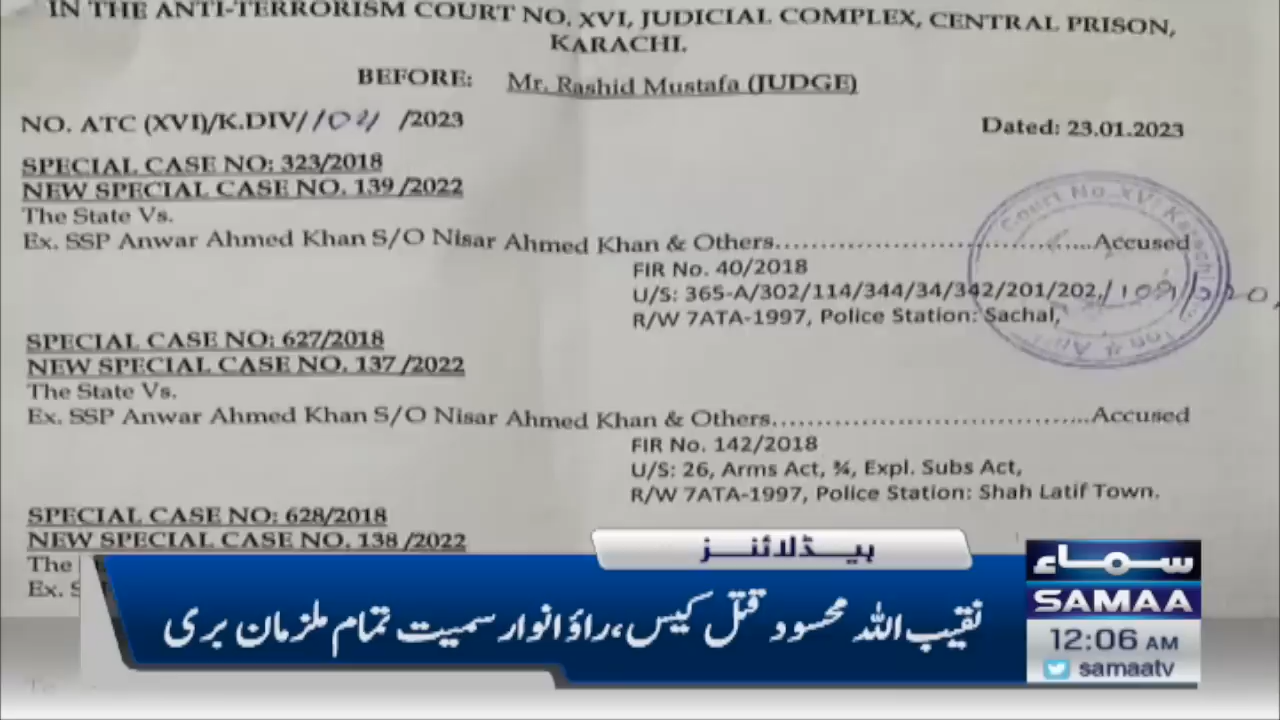 IN THE ANTI-TERRORISM COURT NO. XVI, JUDICIAL COMPLEX, CENTRAL PRISON,
KARACHI.
BEFORE: Mr. Rashid Mustafa (JUDGE)
NO. ATC (XVI)/K.DIV/ /2023
Dated: 23.01.2023
SPECIAL CASE NO: 323/2018
NEW SPECIAL CASE NO. 139/2022
The State Vs.
Ex. SSP Anwar Ahmed Khan S/O Nisar Ahmed Khan & Others..............................Accused
FIR No. 40/2018
U/S: 365-A/302/114/344/34/342/201/202,
R/W 7ATA-1997, Police Station: Sachal,
Court No. XVI Karachi
SPECIAL CASE NO: 627/2018
NEW SPECIAL CASE NO. 137/2022
The State Vs.
Ex. SSP Anwar Ahmed Khan S/O Nisar Ahmed Khan & Others..............................Accused
FIR No. 142/2018
U/S: 26, Arms Act, ¾, Expl. Subs Act,
R/W 7ATA-1997, Police Station: Shah Latif Town.
SPECIAL CASE NO: 628/2018
NEW SPECIAL CASE NO. 138/2022
The
Ex.
ہیڈلائنز
نقیب اللہ محسود قتل کیس، راؤ انوار سمیت تمام ملزمان بری
سماء
SAMAA
12:06 AM
samaatv